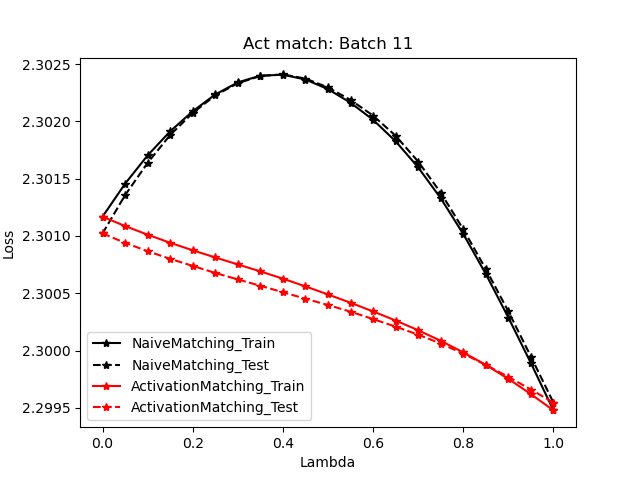 Act match: Batch 11
2.3025
2.3020
2.3015
2.3010
2.3005
2.3000
2.2995
Loss
NaiveMatching_Train
NaiveMatching_Test
ActivationMatching_Train
ActivationMatching_Test
0.0 0.2 0.4 0.6 0.8 1.0
Lambda